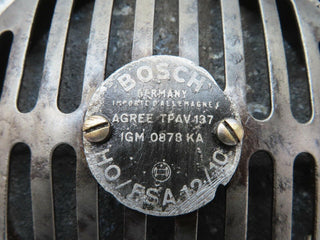 BOSCH
GERMANY
IMPORTE D'ALLEMAGNE
AGREE TPAV 137
IGM 0878 KA
HO/FSA 12/10